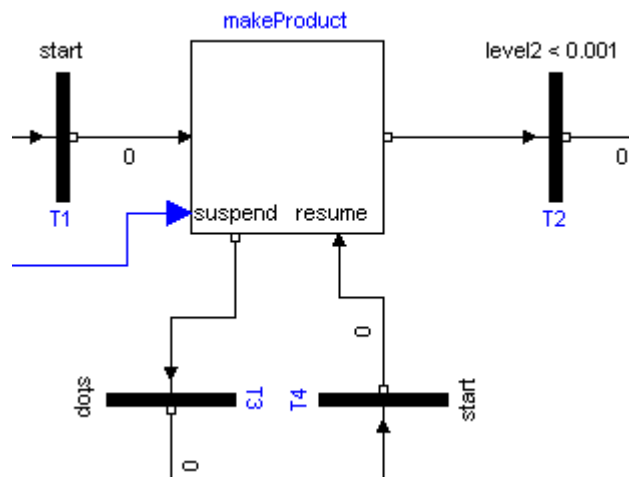 makeProduct
start
level2 < 0.001
0
0
T1
suspend resume
T2
0
stop
T3
T4
start
0